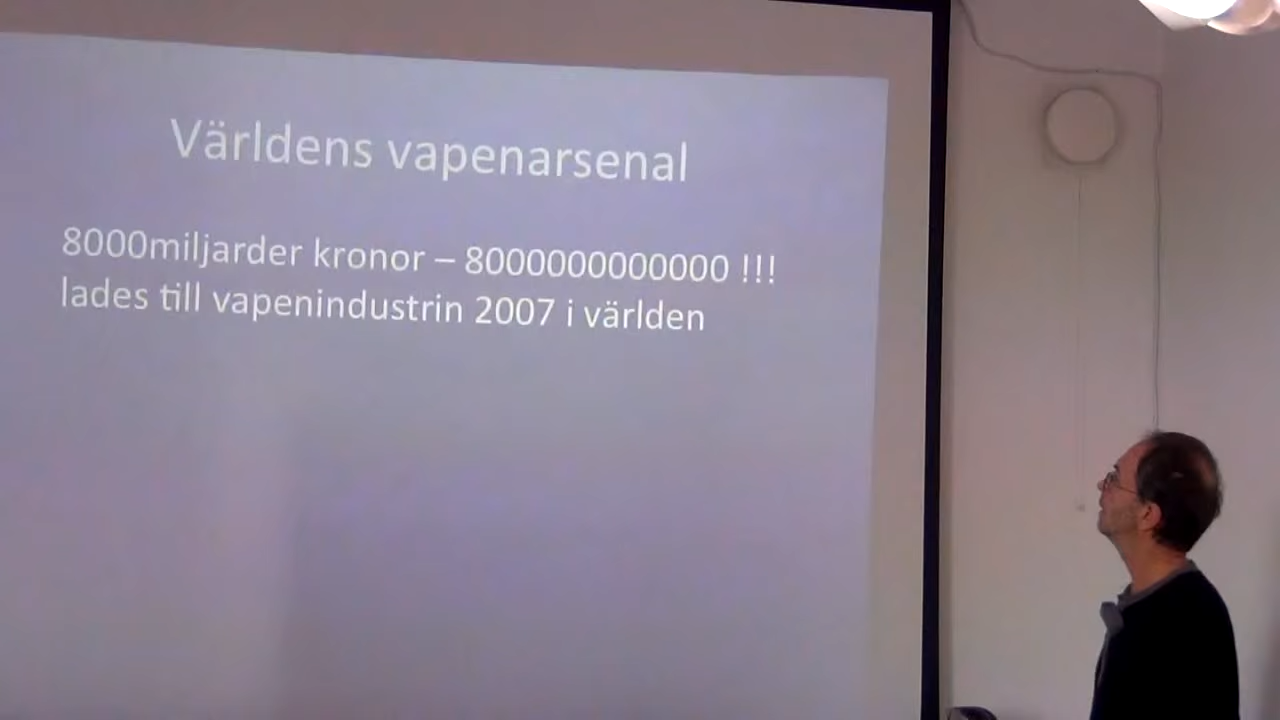 Världens vapenarsenal
8000miljarder kronor – 8000000000000 !!!
lades till vapenindustrin 2007 i världen